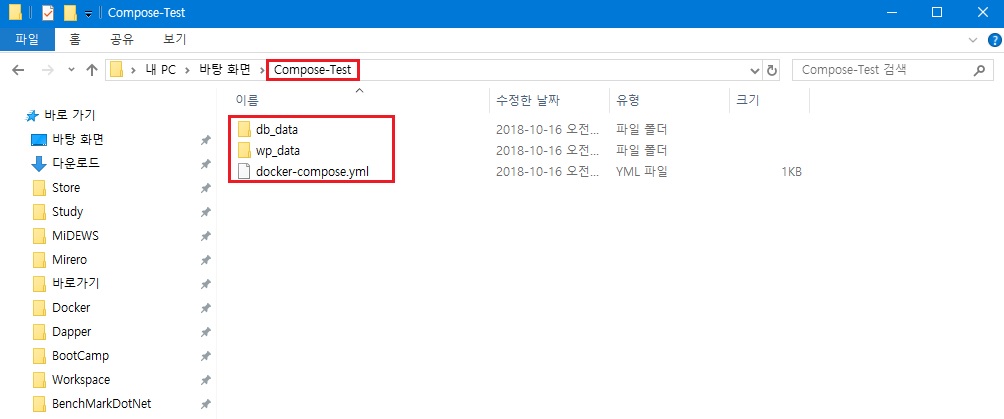 Compose-Test
파일 홈 공유 보기
내 PC 바탕 화면 Compose-Test
Compose-Test 검색
이름 수정한 날짜 유형 크기
바로 가기
바탕 화면
다운로드
Store
Study
MiDEWS
Mirero
바로가기
Docker
Dapper
BootCamp
Workspace
BenchMarkDotNet
db_data 2018-10-16 오전... 파일 폴더
wp_data 2018-10-16 오전... 파일 폴더
docker-compose.yml 2018-10-16 오전... YML 파일 1KB